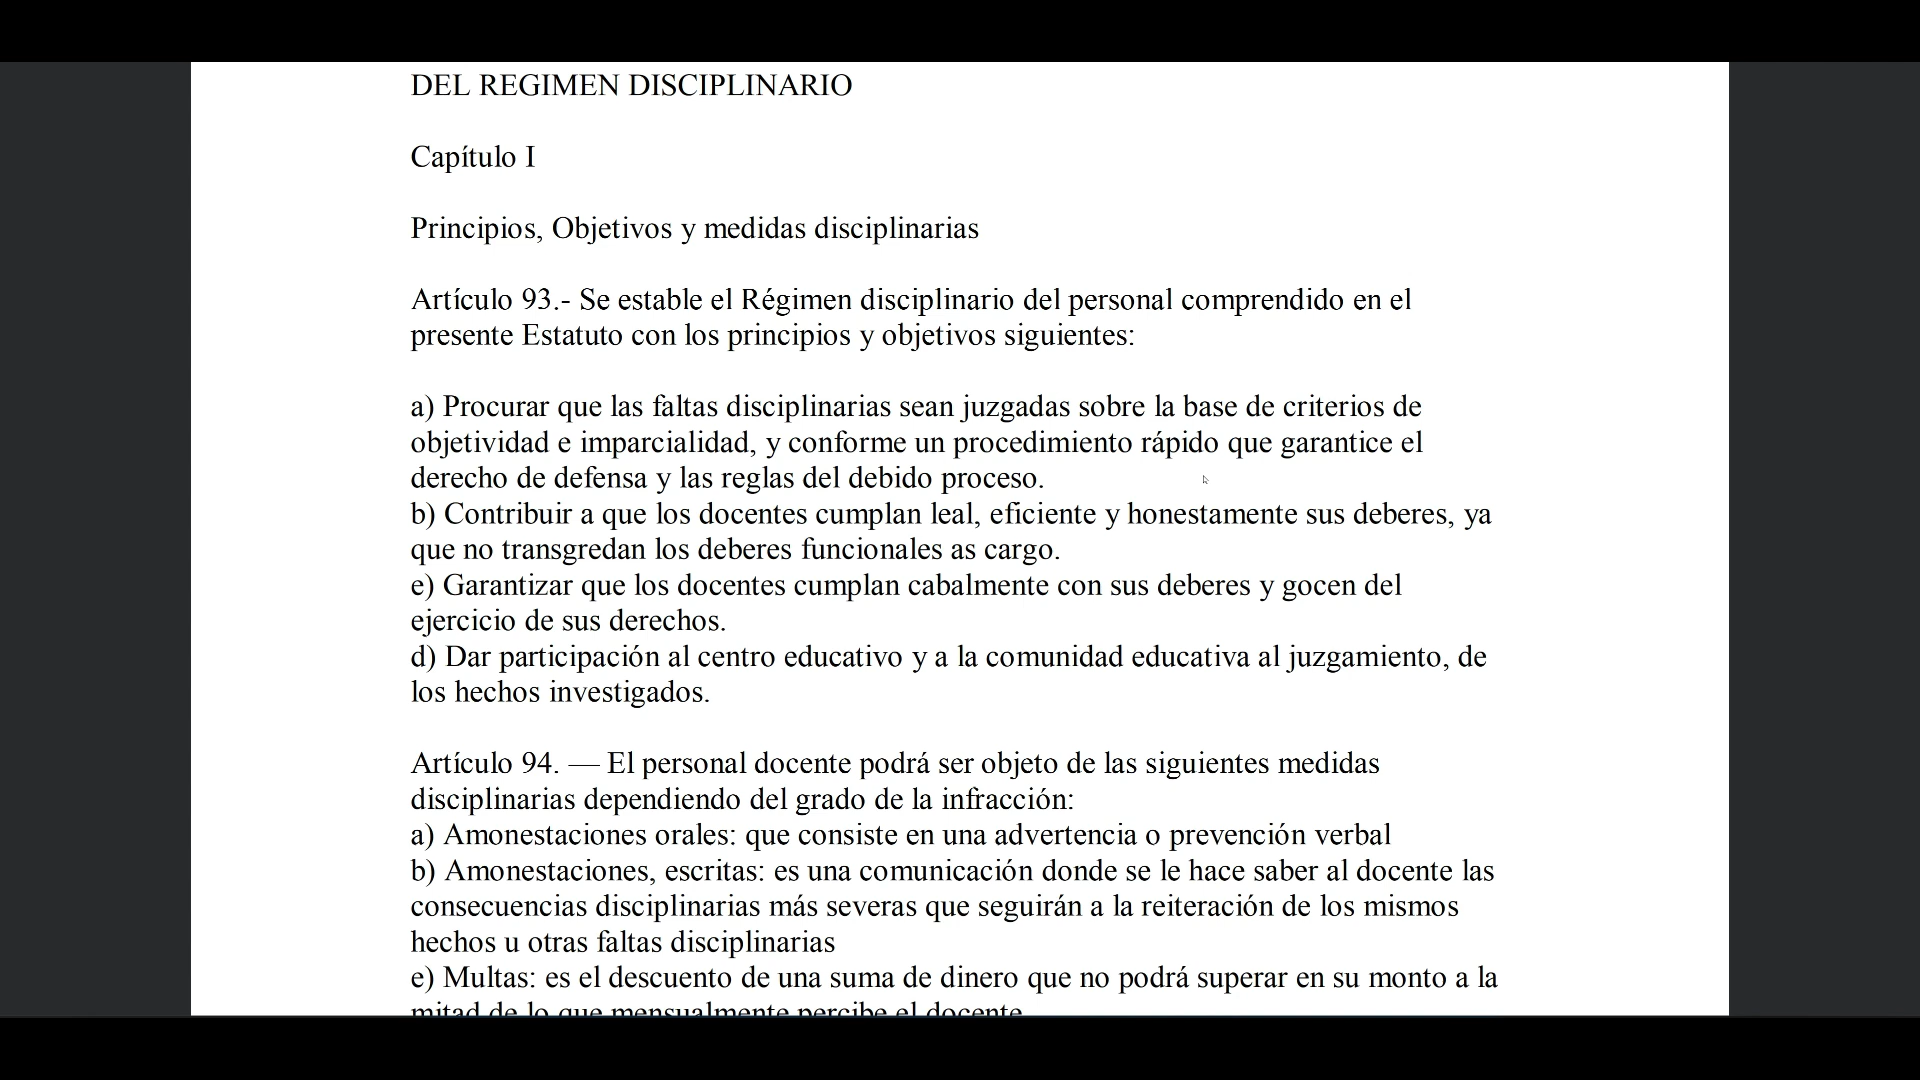 DEL REGIMEN DISCIPLINARIO
Capítulo I
Principios, Objetivos y medidas disciplinarias
Artículo 93.- Se estable el Régimen disciplinario del personal comprendido en el
presente Estatuto con los principios y objetivos siguientes:
a) Procurar que las faltas disciplinarias sean juzgadas sobre la base de criterios de
objetividad e imparcialidad, y conforme un procedimiento rápido que garantice el
derecho de defensa y las reglas del debido proceso.
b) Contribuir a que los docentes cumplan leal, eficiente y honestamente sus deberes, ya
que no transgredan los deberes funcionales as cargo.
e) Garantizar que los docentes cumplan cabalmente con sus deberes y gocen del
ejercicio de sus derechos.
d) Dar participación al centro educativo y a la comunidad educativa al juzgamiento, de
los hechos investigados.
Artículo 94. — El personal docente podrá ser objeto de las siguientes medidas
disciplinarias dependiendo del grado de la infracción:
a) Amonestaciones orales: que consiste en una advertencia o prevención verbal
b) Amonestaciones, escritas: es una comunicación donde se le hace saber al docente las
consecuencias disciplinarias más severas que seguirán a la reiteración de los mismos
hechos u otras faltas disciplinarias
e) Multas: es el descuento de una suma de dinero que no podrá superar en su monto a la
mitad de lo que mensualmente percibe el docente